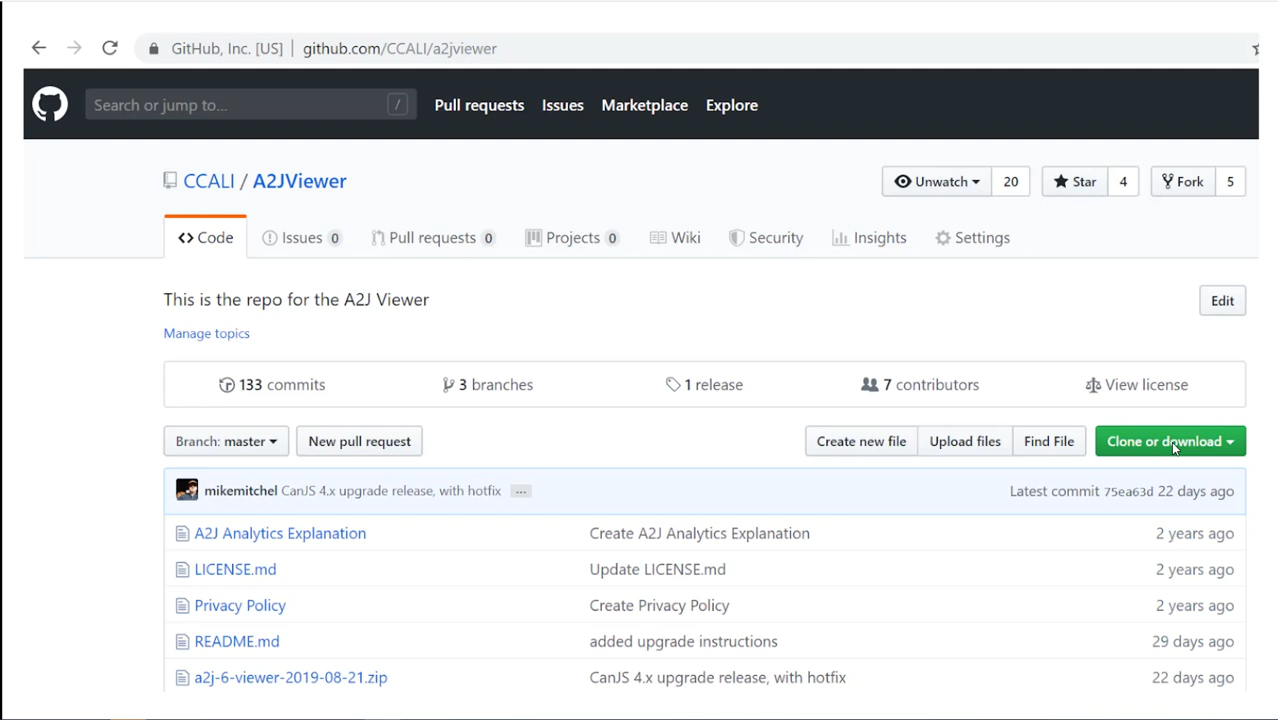 GitHub, Inc. [US] | github.com/CCALI/a2jviewer
Search or jump to... / Pull requests Issues Marketplace Explore
CCALI / A2JViewer Unwatch 20 Star 4 Fork 5
<> Code Issues 0 Pull requests 0 Projects 0 Wiki Security Insights Settings
This is the repo for the A2J Viewer Edit
Manage topics
133 commits 3 branches 1 release 7 contributors View license
Branch: master New pull request Create new file Upload files Find File Clone or download
mikemitchel CanJS 4.x upgrade release, with hotfix ... Latest commit 75ea63d 22 days ago
A2J Analytics Explanation Create A2J Analytics Explanation 2 years ago
LICENSE.md Update LICENSE.md 2 years ago
Privacy Policy Create Privacy Policy 2 years ago
README.md added upgrade instructions 29 days ago
a2j-6-viewer-2019-08-21.zip CanJS 4.x upgrade release, with hotfix 22 days ago